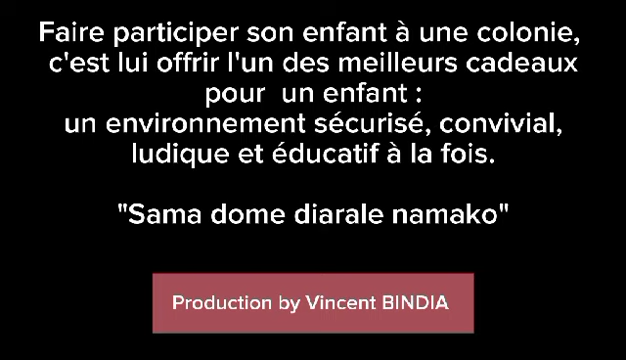 Faire participer son enfant à une colonie,
c'est lui offrir l'un des meilleurs cadeaux
pour un enfant :
un environnement sécurisé, convivial,
ludique et éducatif à la fois.
"Sama dome diarale namako"
Production by Vincent BINDIA